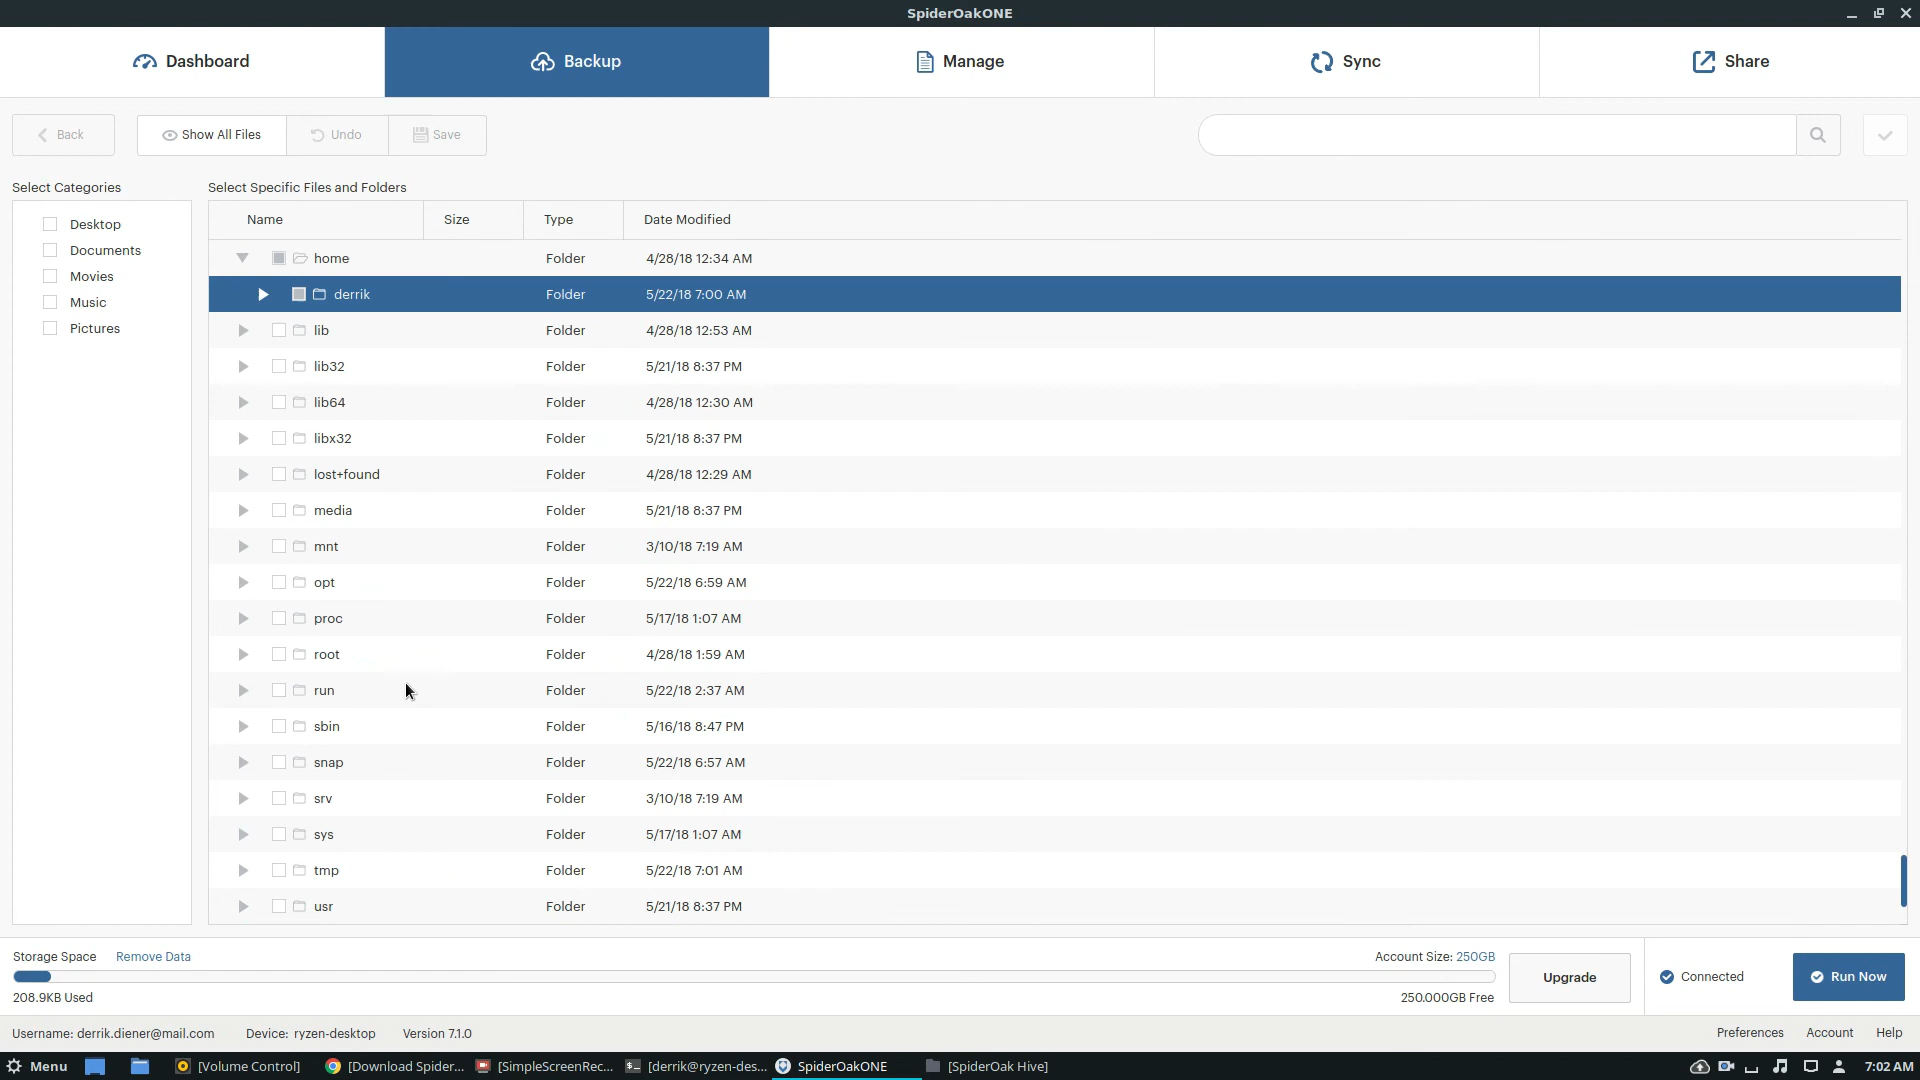 SpiderOakONE
Dashboard
Backup
Manage
Sync
Share
Back
Show All Files
Undo
Save
Select Categories
Select Specific Files and Folders
Desktop
Documents
Movies
Music
Pictures
Name Size Type Date Modified
home Folder 4/28/18 12:34 AM
derrik Folder 5/22/18 7:00 AM
lib Folder 4/28/18 12:53 AM
lib32 Folder 5/21/18 8:37 PM
lib64 Folder 4/28/18 12:30 AM
libx32 Folder 5/21/18 8:37 PM
lost+found Folder 4/28/18 12:29 AM
media Folder 5/21/18 8:37 PM
mnt Folder 3/10/18 7:19 AM
opt Folder 5/22/18 6:59 AM
proc Folder 5/17/18 1:07 AM
root Folder 4/28/18 1:59 AM
run Folder 5/22/18 2:37 AM
sbin Folder 5/16/18 8:47 PM
snap Folder 5/22/18 6:57 AM
srv Folder 3/10/18 7:19 AM
sys Folder 5/17/18 1:07 AM
tmp Folder 5/22/18 7:01 AM
usr Folder 5/21/18 8:37 PM
Storage Space Remove Data Account Size: 250GB
208.9KB Used 250.000GB Free
Upgrade
Connected
Run Now
Username: derrik.diener@mail.com Device: ryzen-desktop Version 7.1.0 Preferences Account Help
Menu [Volume Control] [Download Spider... [SimpleScreenRec... [derrik@ryzen-des... SpiderOakONE [SpiderOak Hive] 7:02 AM